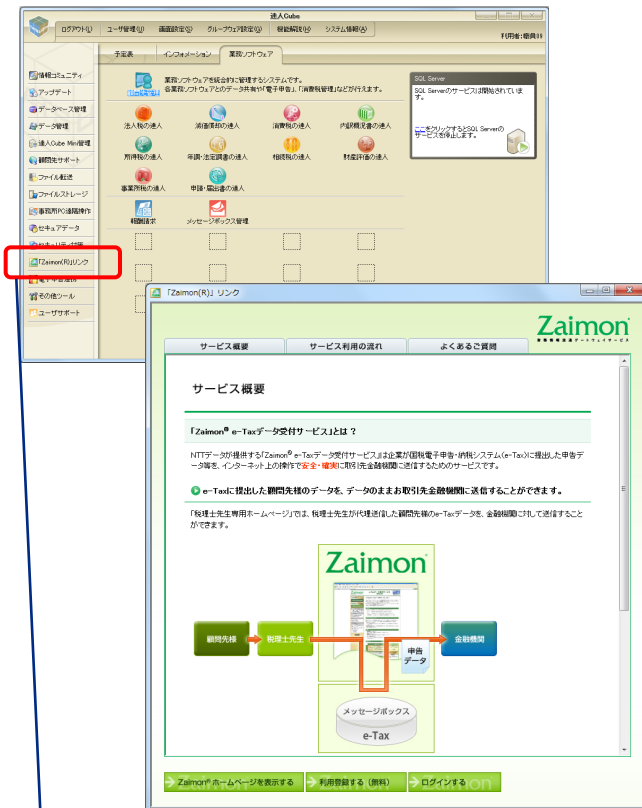 達人Cube
ログアウト(L) ユーザ管理(U) 画面設定(S) グループウェア設定(G) 機能解説(H) システム情報(A)
利用者:税員01
予定表 インフォメーション 業務ソフトウェア
情報コミュニティ
アップデート
データベース管理
データ管理
達人Cube Mini管理
顧問先サポート
ファイル転送
ファイルストレージ
事務所PC遠隔操作
セキュアデータ
「Zaimon(R)」リンク
その他ツール
ユーザサポート
業務ソフトウェアを統合的に管理するシステムです。
各業務ソフトウェアとのデータ共有や「電子申告」、「消費税管理」などが行えます。
法人税の達人 減価償却の達人 消費税の達人 内訳概況書の達人
所得税の達人 年調・法定調書の達人 相続税の達人 財産評価の達人
事業所税の達人 申請・届出書の達人
報酬請求 メッセージボックス管理
SQL Server
SQL Serverのサービスは開始されていま
す。
ここをクリックするとSQL Serverの
サービスを停止します。
「Zaimon(R)」リンク
Zaimon
サービス概要 サービス利用の流れ よくあるご質問
サービス概要
「Zaimon® e-Taxデータ受付サービス」とは?
NTTデータが提供する「Zaimon® e-Taxデータ受付サービス」は企業が国税電子申告・納税システム(e-Tax)に提出した申告デ
ータ等を、インターネット上の操作で安全・確実に取引先金融機関に送信するためのサービスです。
e-Taxに提出した顧問先様のデータを、データのままお取引先金融機関に送信することができます。
「税理士先生専用ホームページ」では、税理士先生が代理送信した顧問先様のe-Taxデータを、金融機関に対して送信すること
ができます。
Zaimon
顧問先様 税理士先生 金融機関
申告
データ
メッセージボックス
e-Tax
Zaimon® ホームページを表示する 利用登録する(無料) ログインする